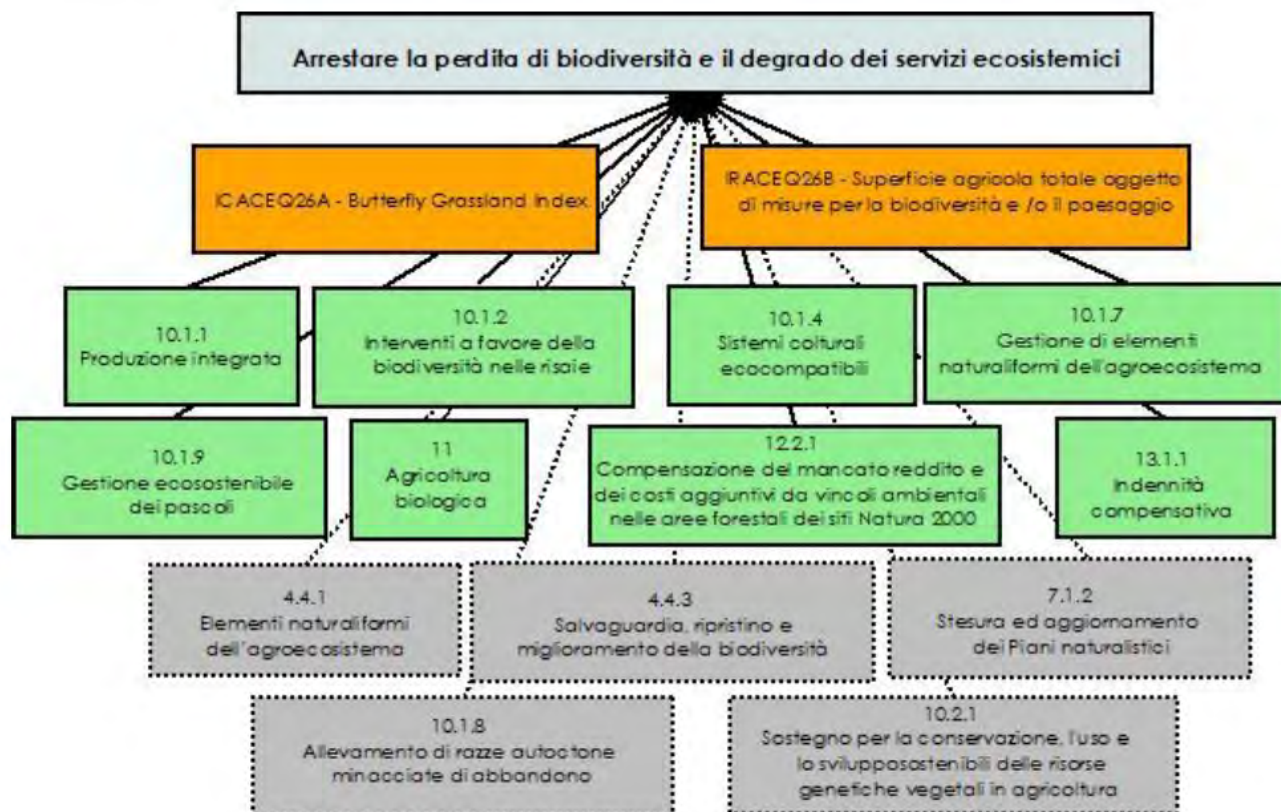 Arrestare la perdita di biodiversità e il degrado dei servizi ecosistemici
ICACEQ26A - Butterfly Grassland Index.
IRACEQ26B - Superficie agricola totale oggetto
di misure per la biodiversità e /o il paesaggio
10.1.1
Produzione integrata
10.1.2
Interventi a favore della
biodiversità nelle risaie
10.1.4
Sistemi colturali
ecocompatibili
10.1.7
Gestione di elementi
naturaliformi dell'agroecosistema
10.1.9
Gestione ecosostenibile
dei pascoli
11
Agricoltura
biologica
12.2.1
Compensazione del mancato reddito e
dei costi aggiuntivi da vincoli ambientali
nelle aree forestali dei siti Natura 2000
13.1.1
Indennità
compensativa
4.4.1
Elementi naturaliformi
dell'agroecosistema
4.4.3
Salvaguardia, ripristino e
miglioramento della biodiversità
7.1.2
Stesura ed aggiornamento
dei Piani naturalistici
10.1.8
Allevamento di razze autoctone
minacciate di abbandono
10.2.1
Sostegno per la conservazione, l'uso e
lo svilupposostenibili delle risorse
genetiche vegetali in agricoltura